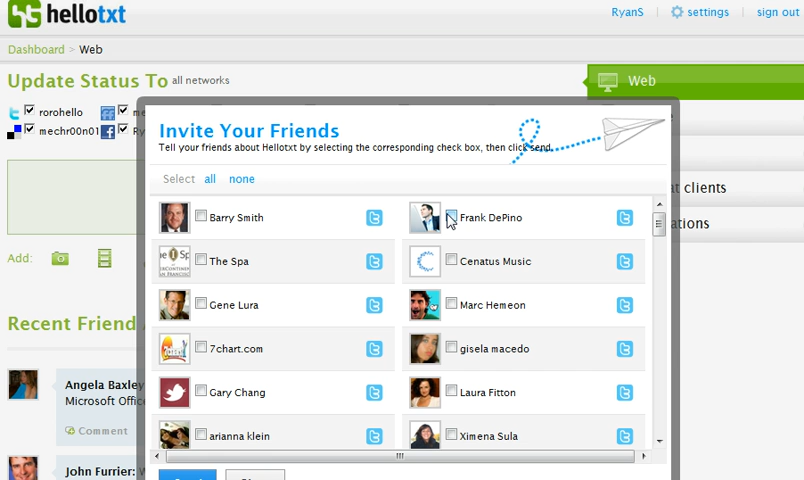 hellotxt
RyanS settings sign out
Dashboard > Web
Update Status To all networks
Web
rorohello
mechr00n01
Invite Your Friends
Tell your friends about Hellotxt by selecting the corresponding check box, then click send.
Select all none
Barry Smith
Frank DePino
The Spa
Cenatus Music
Gene Lura
Marc Hemeon
7chart.com
gisela macedo
Gary Chang
Laura Fitton
arianna klein
Ximena Sula
clients
Add:
Recent Friend
Angela Baxley
Microsoft Office
Comment
John Furrier: